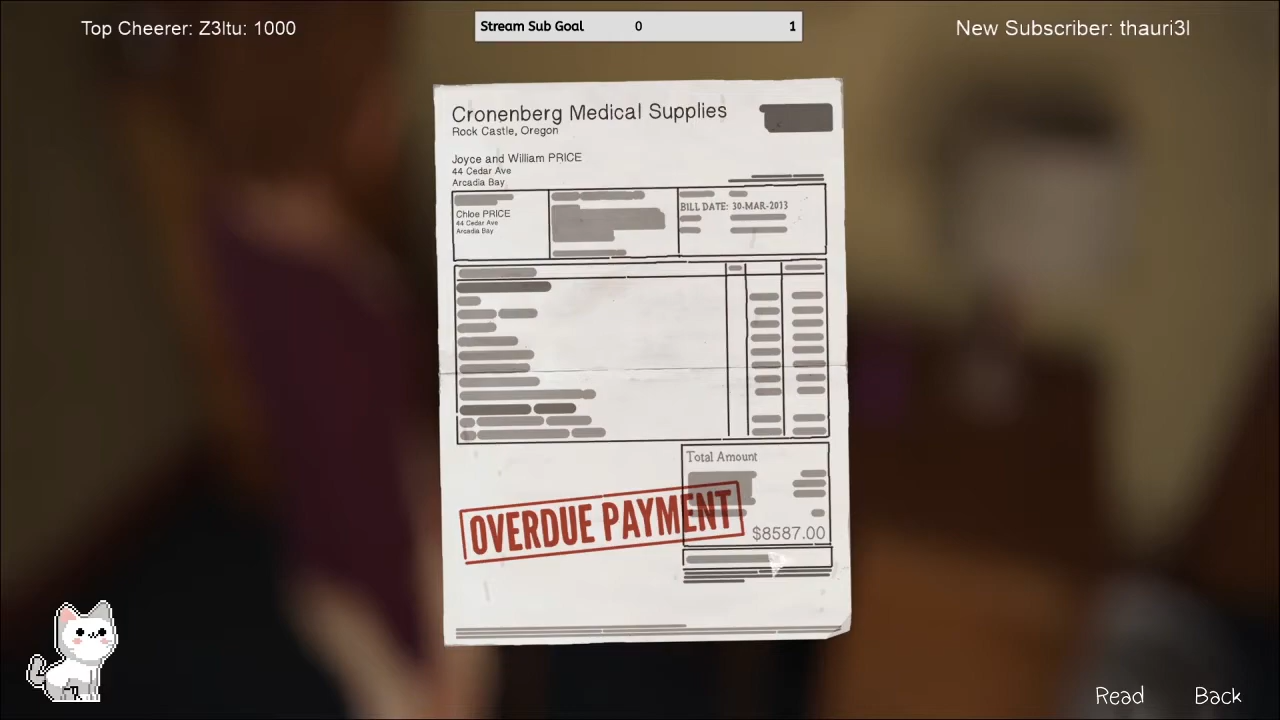 Top Cheerer: Z3ltu: 1000
Stream Sub Goal 0 1
New Subscriber: thauri3l
Cronenberg Medical Supplies
Rock Castle, Oregon
Joyce and William PRICE
44 Cedar Ave
Arcadia Bay
Chloe PRICE
44 Cedar Ave
Arcadia Bay
BILL DATE: 30-MAR-2013
Total Amount
OVERDUE PAYMENT
$8587.00
Read Back